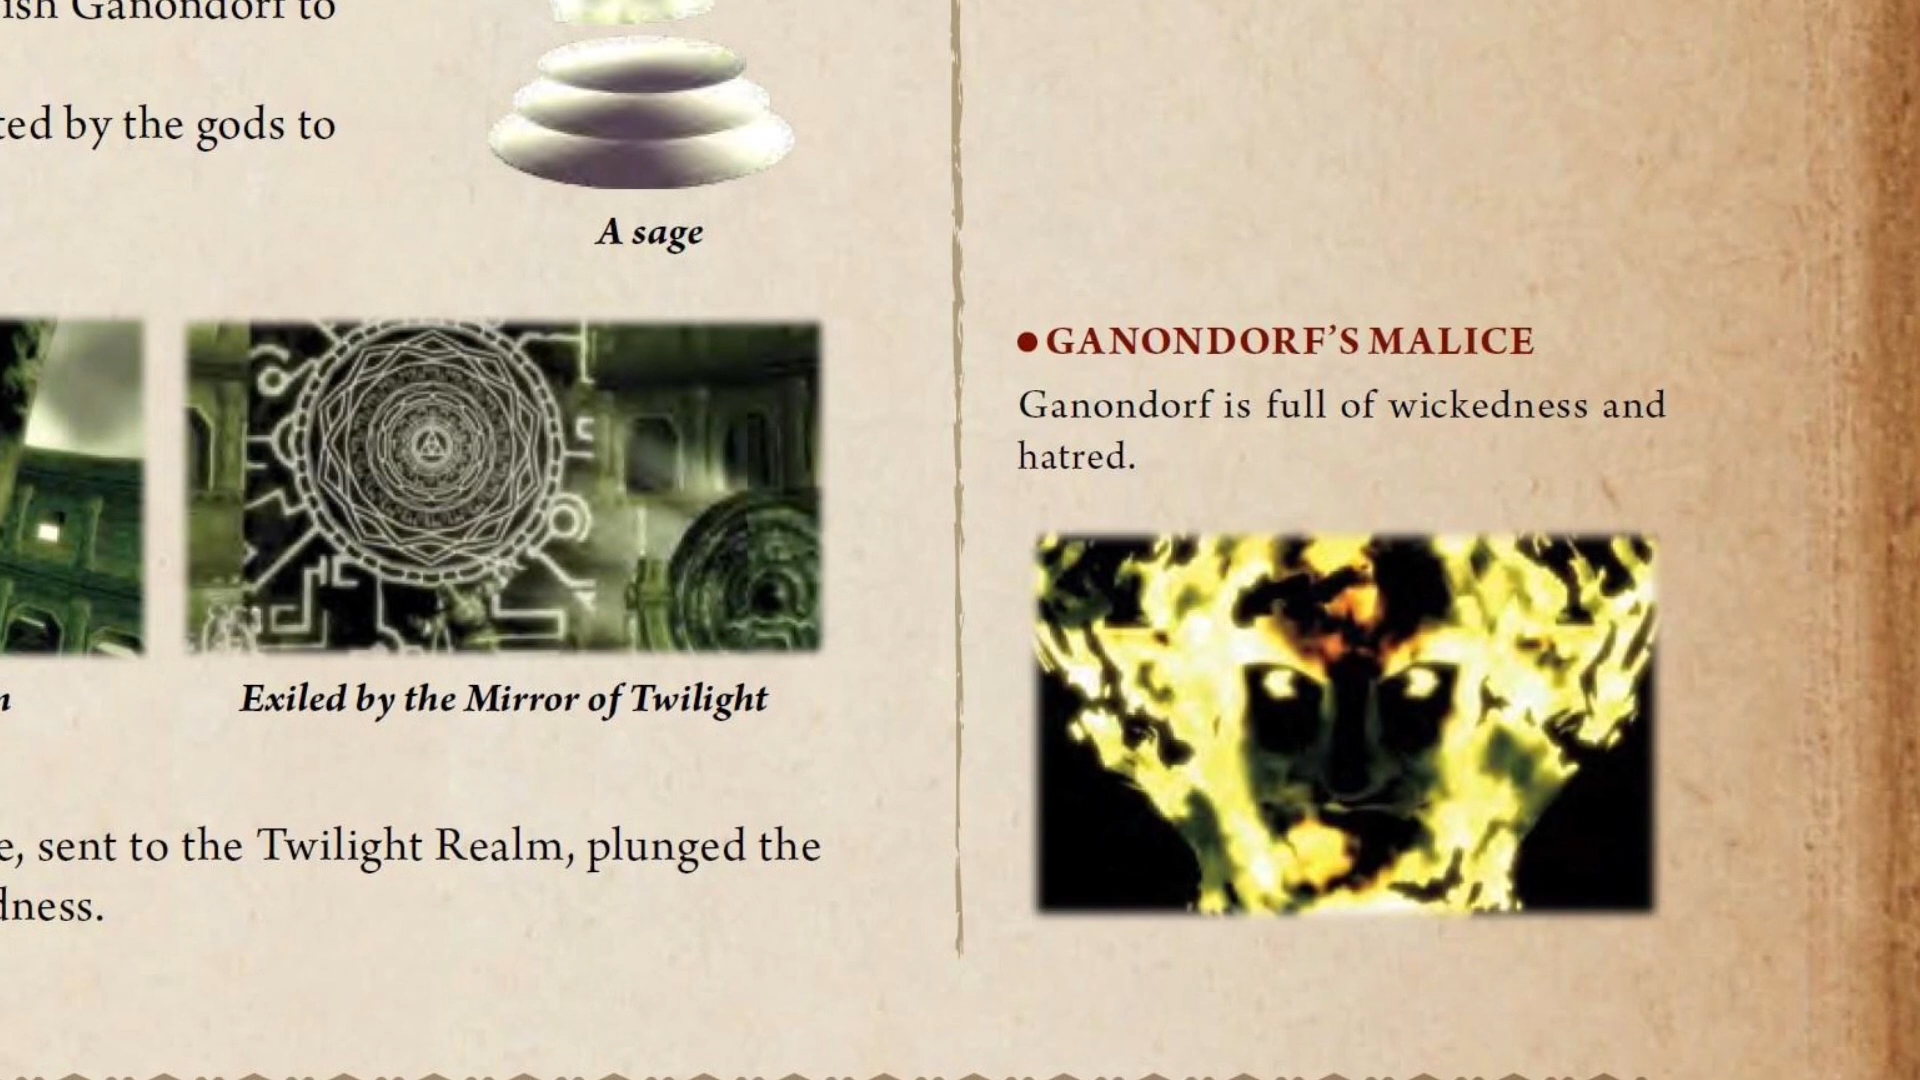 ish Ganondorf to
ted by the gods to
A sage
n
Exiled by the Mirror of Twilight
e, sent to the Twilight Realm, plunged the
dness.
●GANONDORF'S MALICE
Ganondorf is full of wickedness and
hatred.